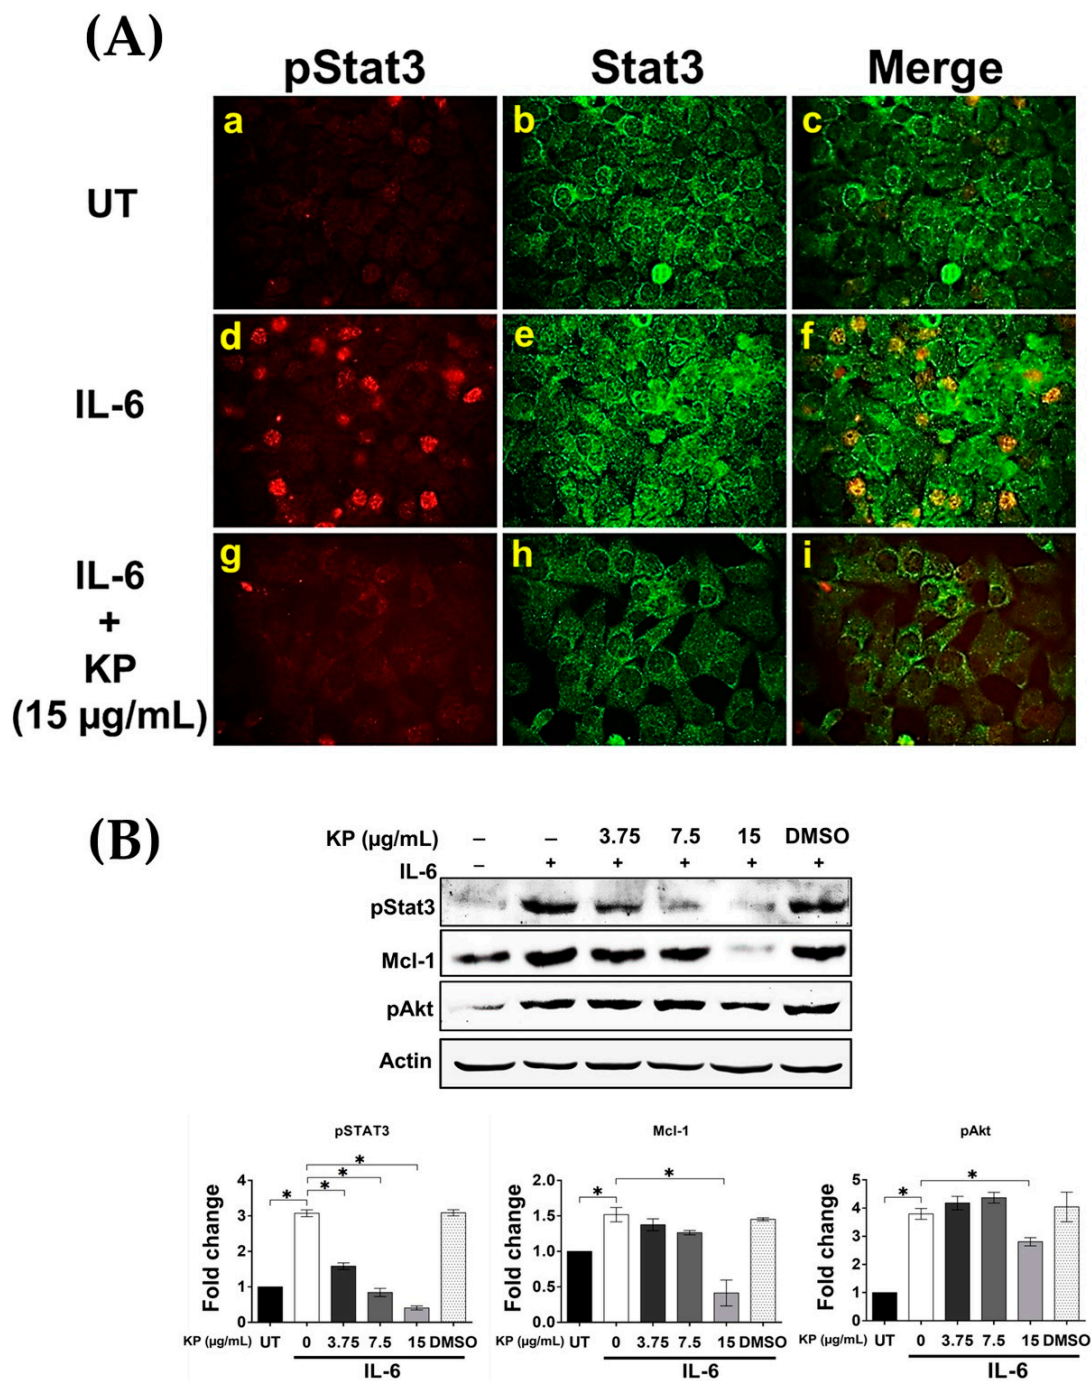 (A)
pStat3 Stat3 Merge
a b c
UT
d e f
IL-6
g h i
IL-6
+
KP
(15 µg/mL)
(B)
KP (µg/mL) – – 3.75 7.5 15 DMSO
IL-6 – + + + + +
pStat3
Mcl-1
pAkt
Actin
pSTAT3
Fold change
4
3
2
1
0
* * * *
KP (µg/mL) UT 0 3.75 7.5 15 DMSO
IL-6
Mcl-1
Fold change
2.0
1.5
1.0
0.5
0.0
* *
KP (µg/mL) UT 0 3.75 7.5 15 DMSO
IL-6
pAkt
Fold change
5
4
3
2
1
0
* *
KP (µg/mL) UT 0 3.75 7.5 15 DMSO
IL-6